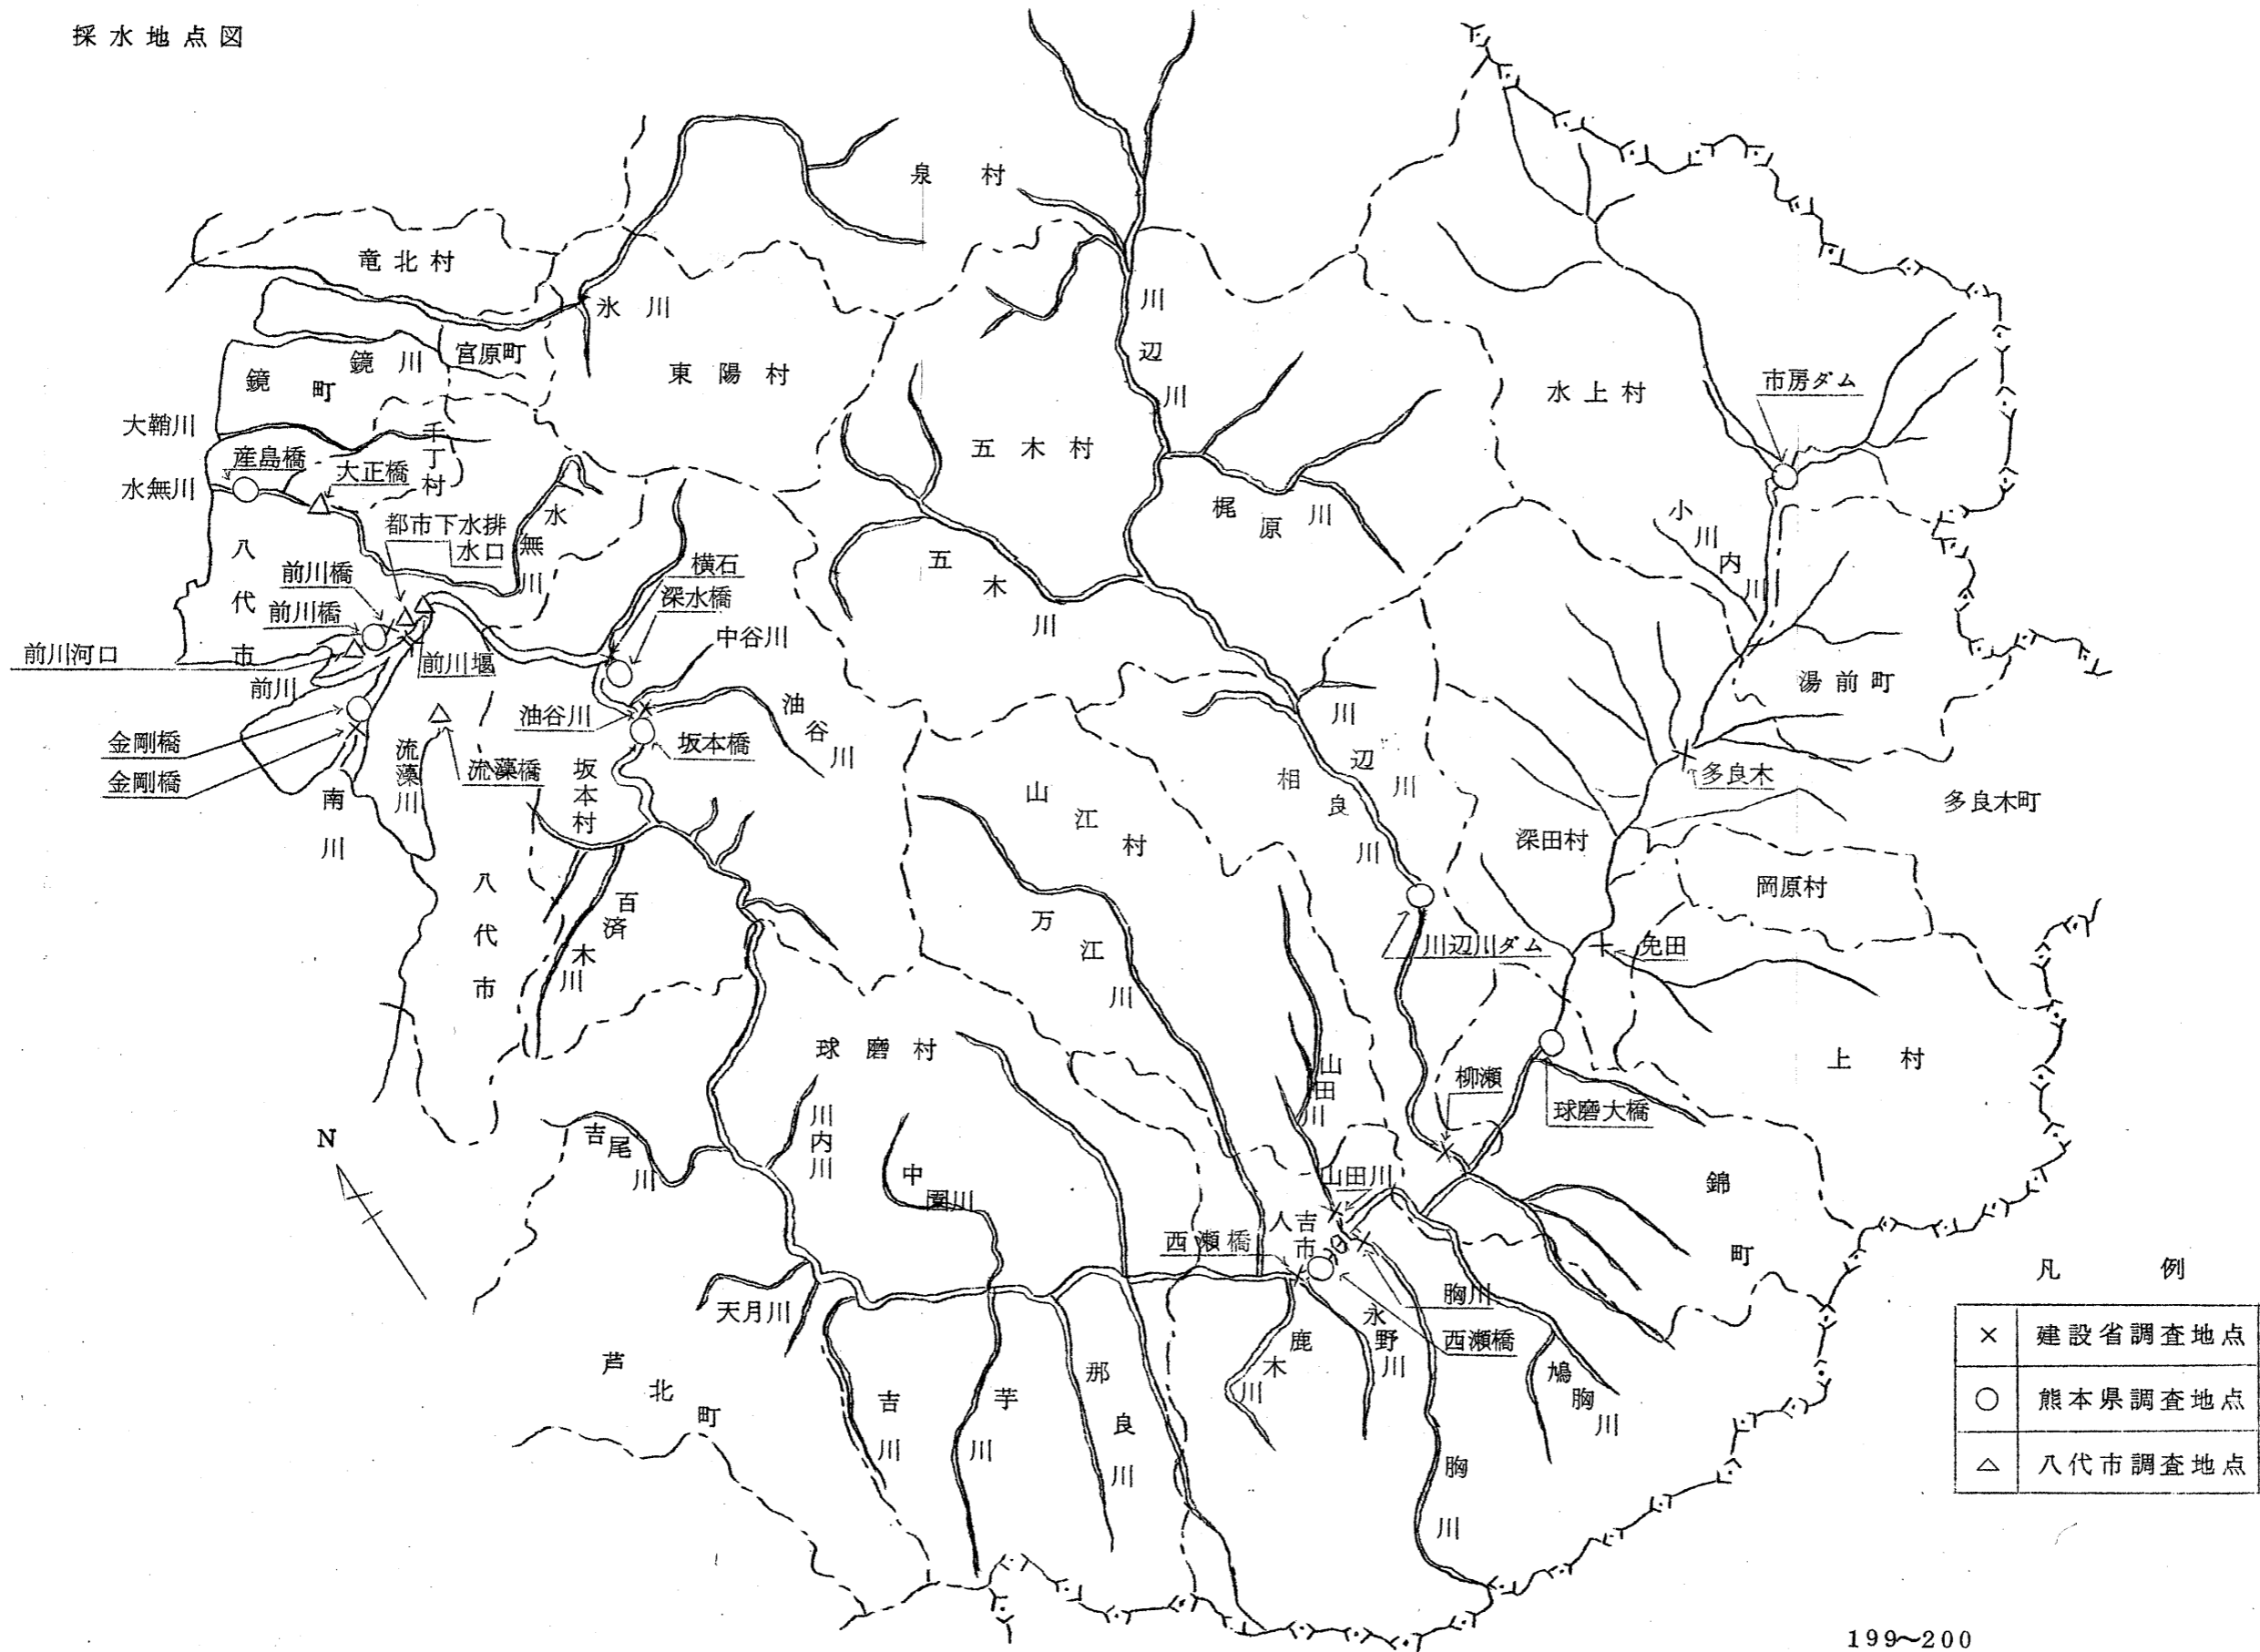 採水地点図
泉村
竜北村
氷川
川辺川
宮原町
鏡川
鏡町
東陽村
水上村
市房ダム
大鞘川
千丁村
産島橋
大正橋
五木村
水無川
都市下水排
水口
水無川
梶原川
小川内川
八代市
前川橋
前川橋
横石
深水橋
五木川
中谷川
前川河口
前川堰
前川
湯前町
油谷川
油谷川
坂本橋
川辺川
金剛橋
金剛橋
流藻川
流藻橋
坂本村
南川
山江村
相良川
多良木
多良木町
深田村
岡原村
八代市
百済木川
万江川
川辺川ダム
免田
球磨村
上村
山田川
柳瀬
球磨大橋
N
吉尾川
川内川
中園川
山田川
錦町
人吉市
西瀬橋
胸川
西瀬橋
天月川
鹿木川
永野川
鳩胸川
芦北町
吉川
芋川
那良川
胸川
凡例
× 建設省調査地点
○ 熊本県調査地点
△ 八代市調査地点
199~200